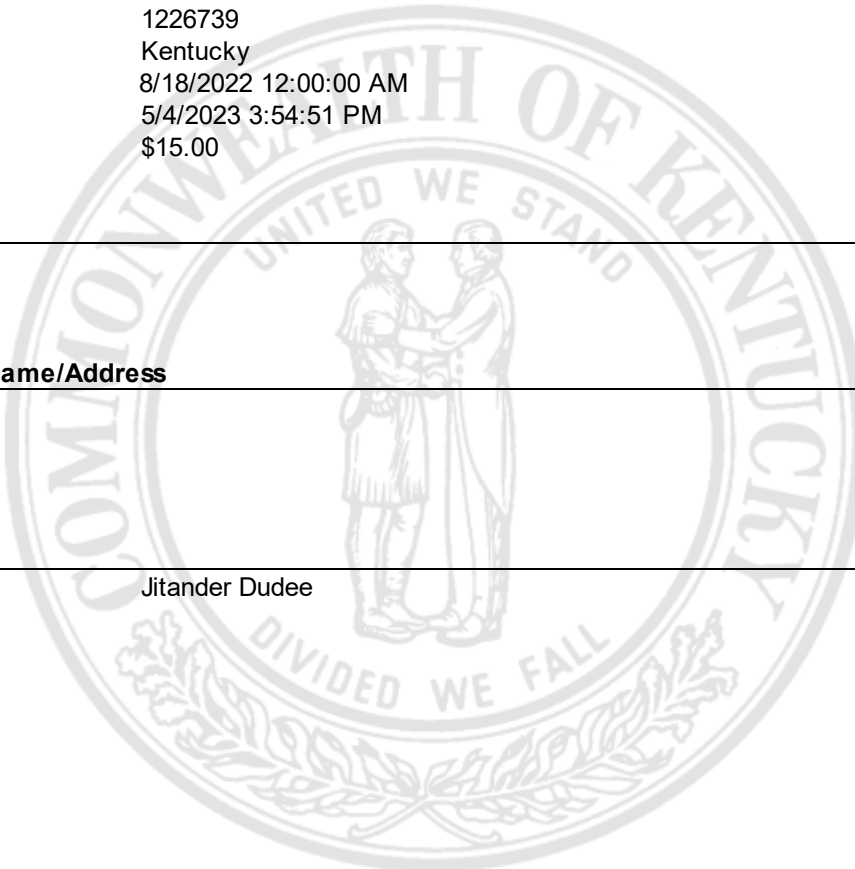 1226739
Kentucky
8/18/2022 12:00:00 AM
5/4/2023 3:54:51 PM
$15.00
COMMONWEALTH OF KENTUCKY
UNITED WE STAND
ame/Address
Jitander Dudee
DIVIDED WE FALL